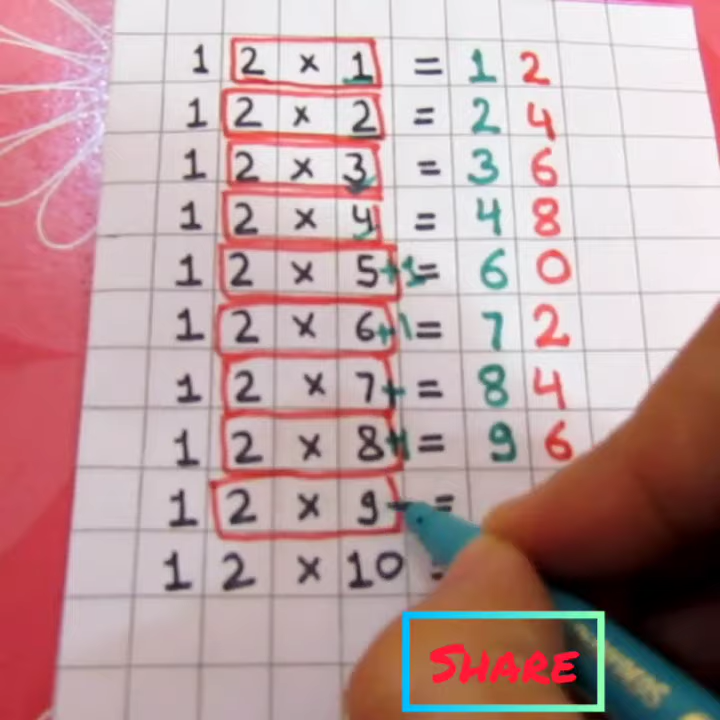 1 2 × 1 = 1 2
1 2 × 2 = 2 4
1 2 × 3 = 3 6
1 2 × 4 = 4 8
1 2 × 5+1= 6 0
1 2 × 6+1= 7 2
1 2 × 7+ = 8 4
1 2 × 8+1= 9 6
1 2 × 9- =
1 2 × 10 =
SHARE